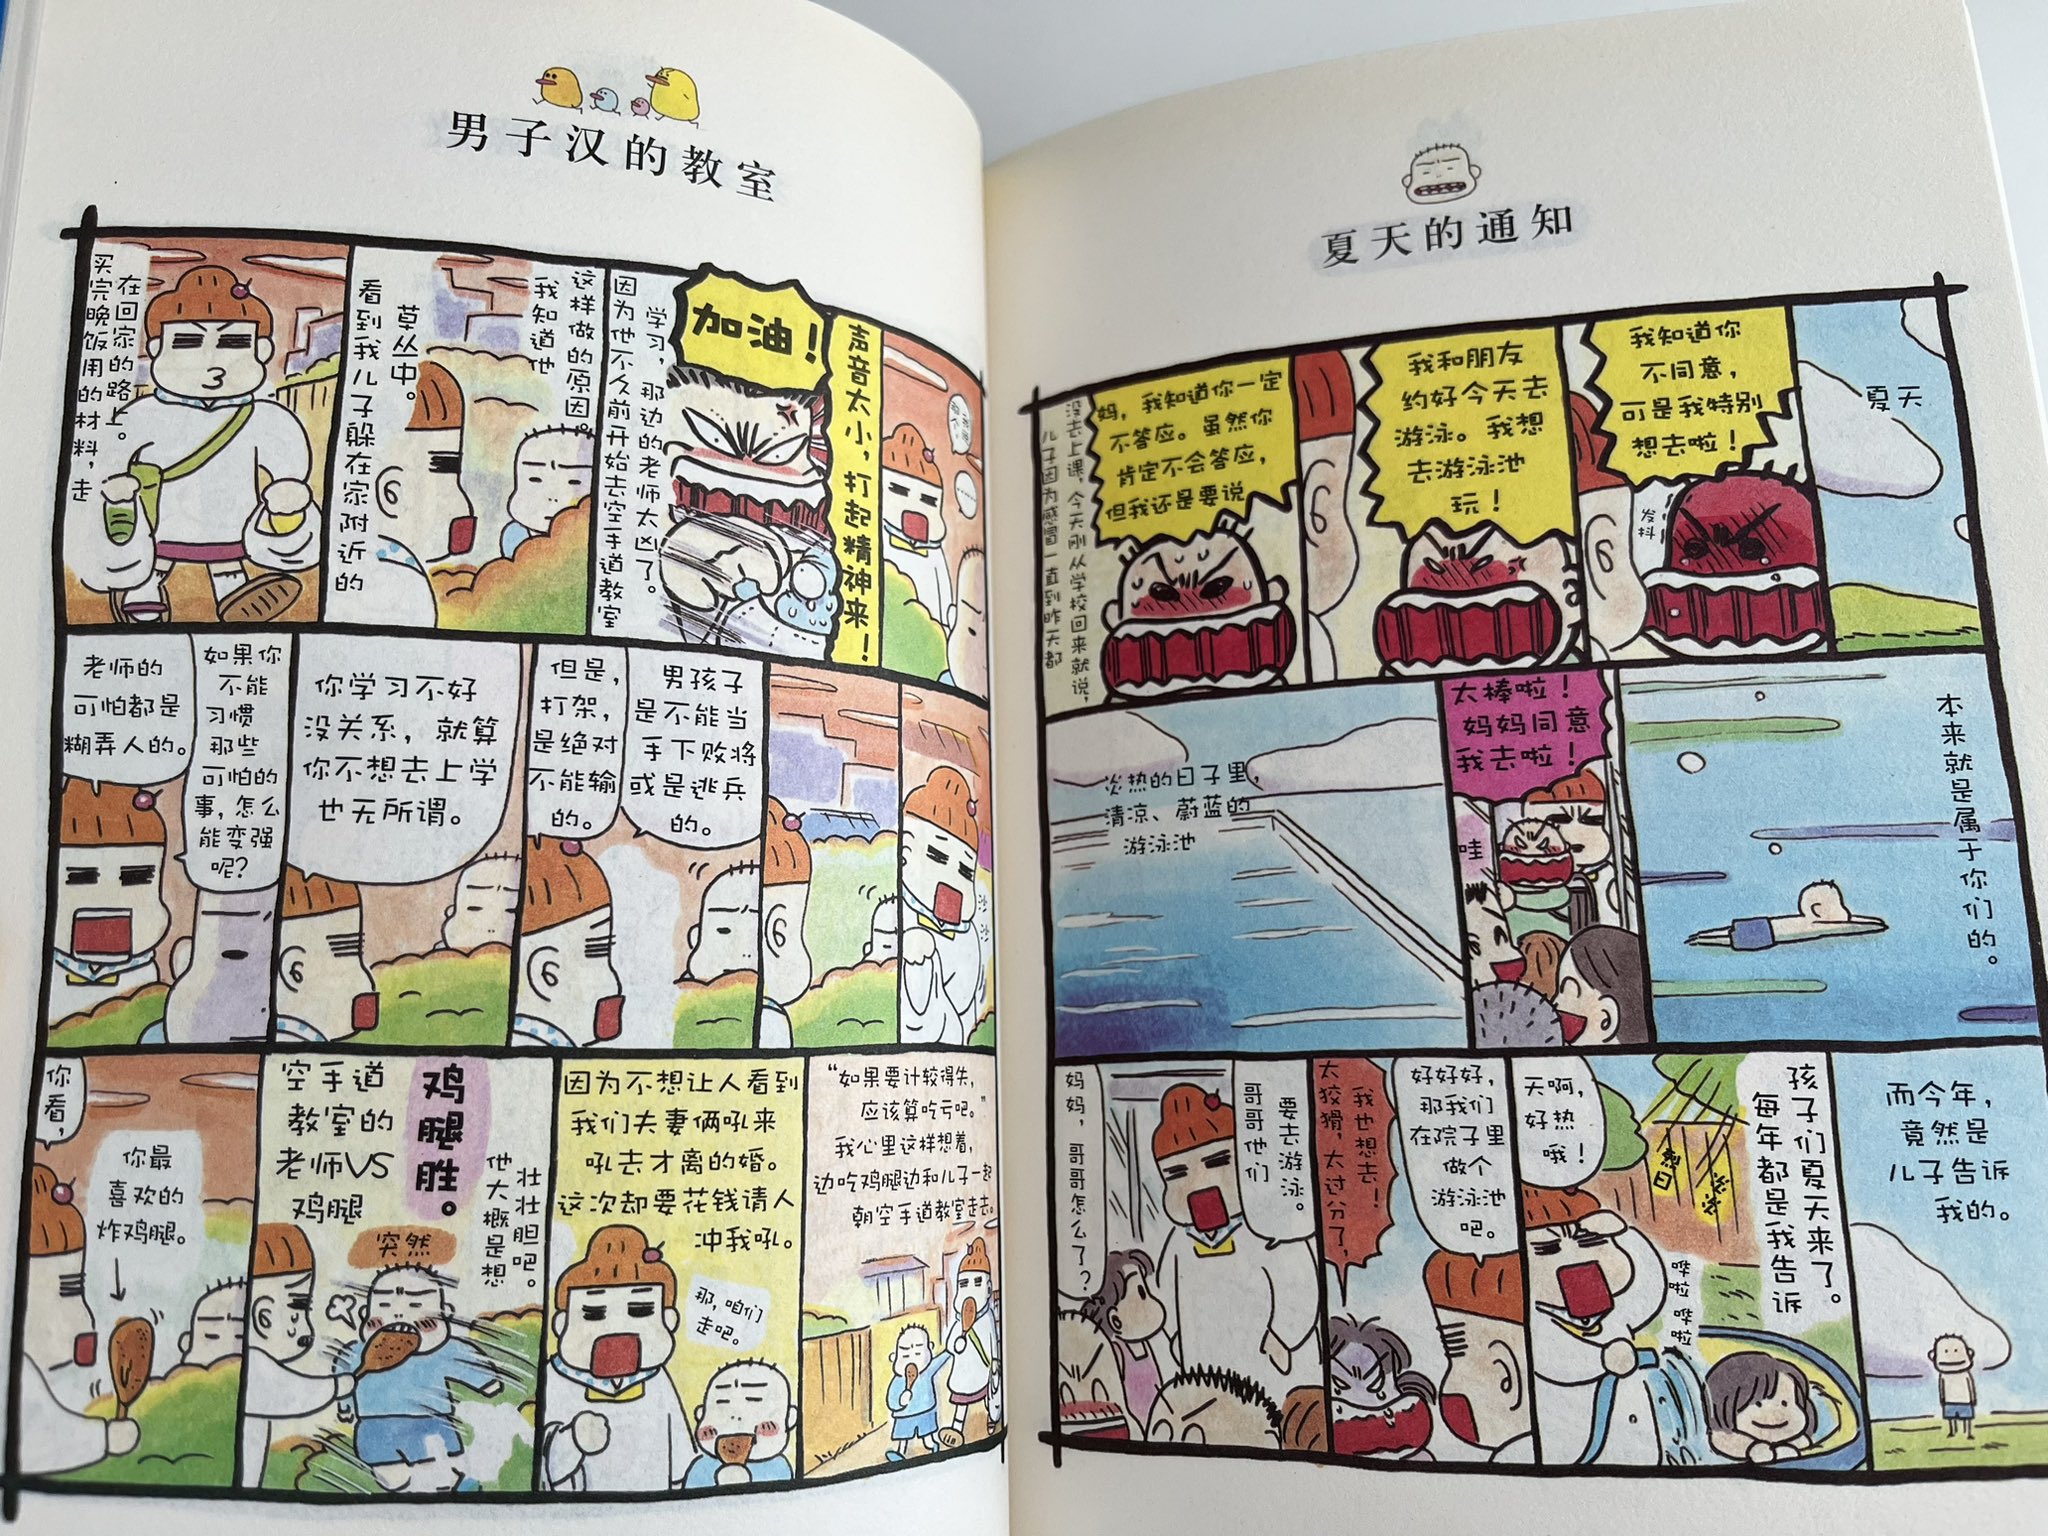 男子汉的教室
买完晚饭用的材料，走
在回家的路上。
看到我儿子躲在家附近的
草丛中。
我知道他
这样做的原因。
因为他不久前开始去空手道教室
学习，那边的老师太凶了。
加油！
声音太小，打起精神来！
老师的
可怕都是
糊弄人的。
如果你
不能
习惯
那些
可怕的
事，怎么
能变强
呢？
你学习不好
没关系，就算
你不想去上学
也无所谓。
但是，
打架，
是绝对
不能输
的。
男孩子
是不能当
手下败将
或是逃兵
的。
你看，
你最
喜欢的
炸鸡腿。
空手道
教室的
老师VS
鸡腿
鸡腿胜。
突然
他大概是想
壮壮胆吧。
因为不想让人看到
我们夫妻俩吼来
吼去才离的婚。
这次却要花钱请人
冲我吼。
那，咱们
走吧。
“如果要计较得失，
应该算吃亏吧。”
我心里这样想着，
边吃鸡腿边和儿子一起
朝空手道教室走去。
夏天的通知
儿子因为感冒一直到昨天都
没去上课，今天刚从学校回来就说，
妈，我知道你一定
不答应。虽然你
肯定不会答应，
但我还是要说
我和朋友
约好今天去
游泳。我想
去游泳池
玩！
我知道你
不同意，
可是我特别
想去啦！
发抖
夏天
炎热的日子里，
清凉、蔚蓝的
游泳池
太棒啦！
妈妈同意
我去啦！
哇
本来就是属于你们的。
妈妈，哥哥怎么了？
哥哥他们
要去游泳。
太狡猾，太过分了，
我也想去！
好好好，
那我们
在院子里
做个
游泳池
吧。
天啊，
好热
哦！
烈日
炎炎
哗啦
哗啦
孩子们夏天来了。
每年都是我告诉
而今年，
竟然是
儿子告诉
我的。